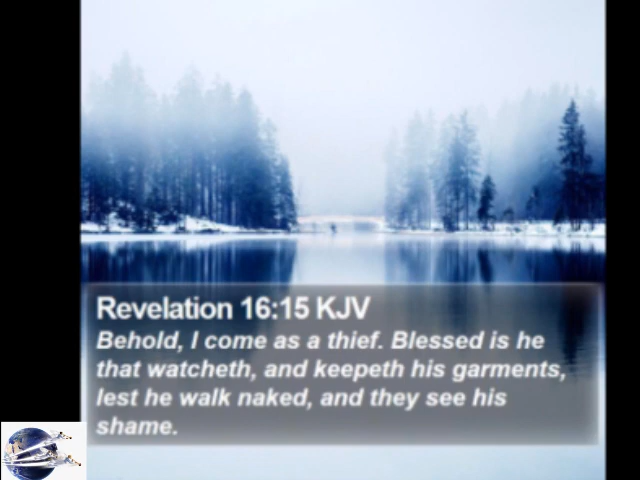 Revelation 16:15 KJV
Behold, I come as a thief. Blessed is he
that watcheth, and keepeth his garments,
lest he walk naked, and they see his
shame.